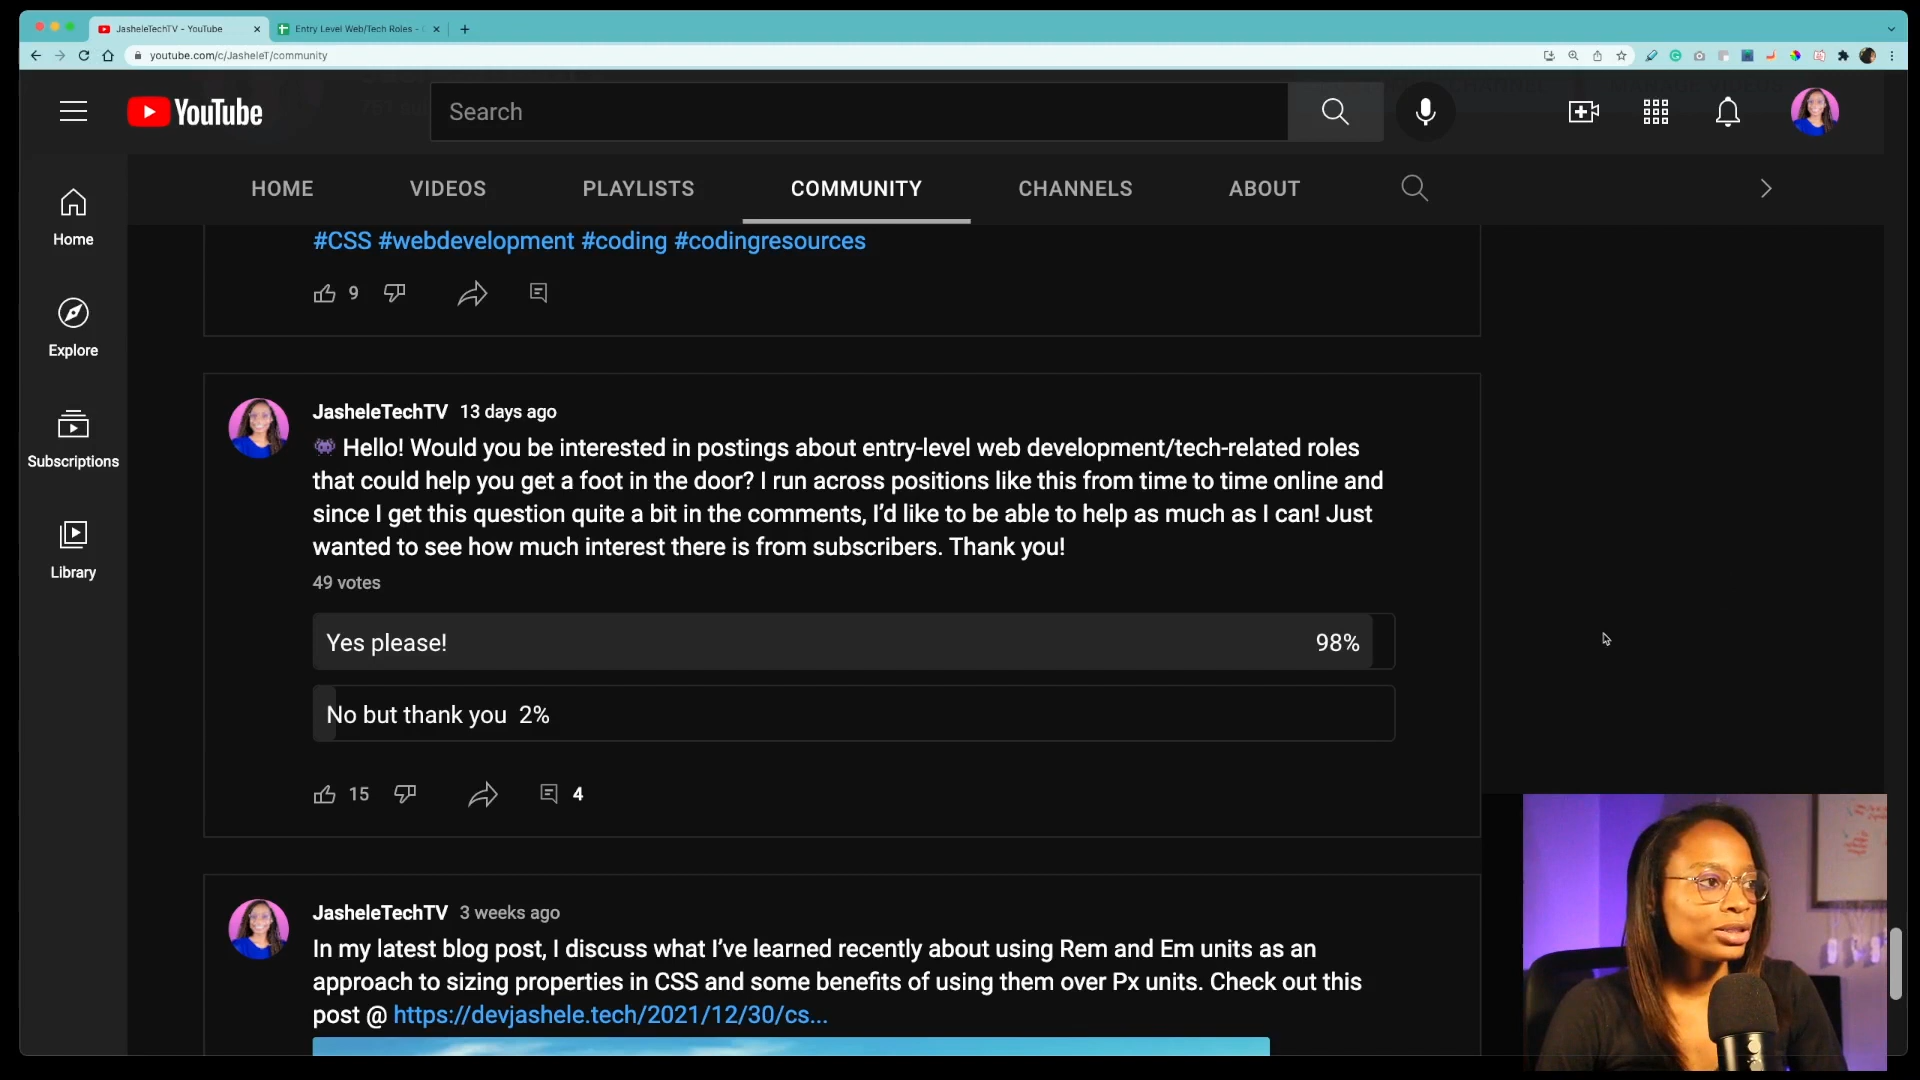 JasheleTechTV - YouTube
Entry Level Web/Tech Roles -
youtube.com/c/JasheleT/community
YouTube
Search
HOME
VIDEOS
PLAYLISTS
COMMUNITY
CHANNELS
ABOUT
Home
Explore
Subscriptions
Library
#CSS #webdevelopment #coding #codingresources
9
JasheleTechTV 13 days ago
👾 Hello! Would you be interested in postings about entry-level web development/tech-related roles
that could help you get a foot in the door? I run across positions like this from time to time online and
since I get this question quite a bit in the comments, I'd like to be able to help as much as I can! Just
wanted to see how much interest there is from subscribers. Thank you!
49 votes
Yes please! 98%
No but thank you 2%
15
4
JasheleTechTV 3 weeks ago
In my latest blog post, I discuss what I've learned recently about using Rem and Em units as an
approach to sizing properties in CSS and some benefits of using them over Px units. Check out this
post @ https://devjashele.tech/2021/12/30/cs...